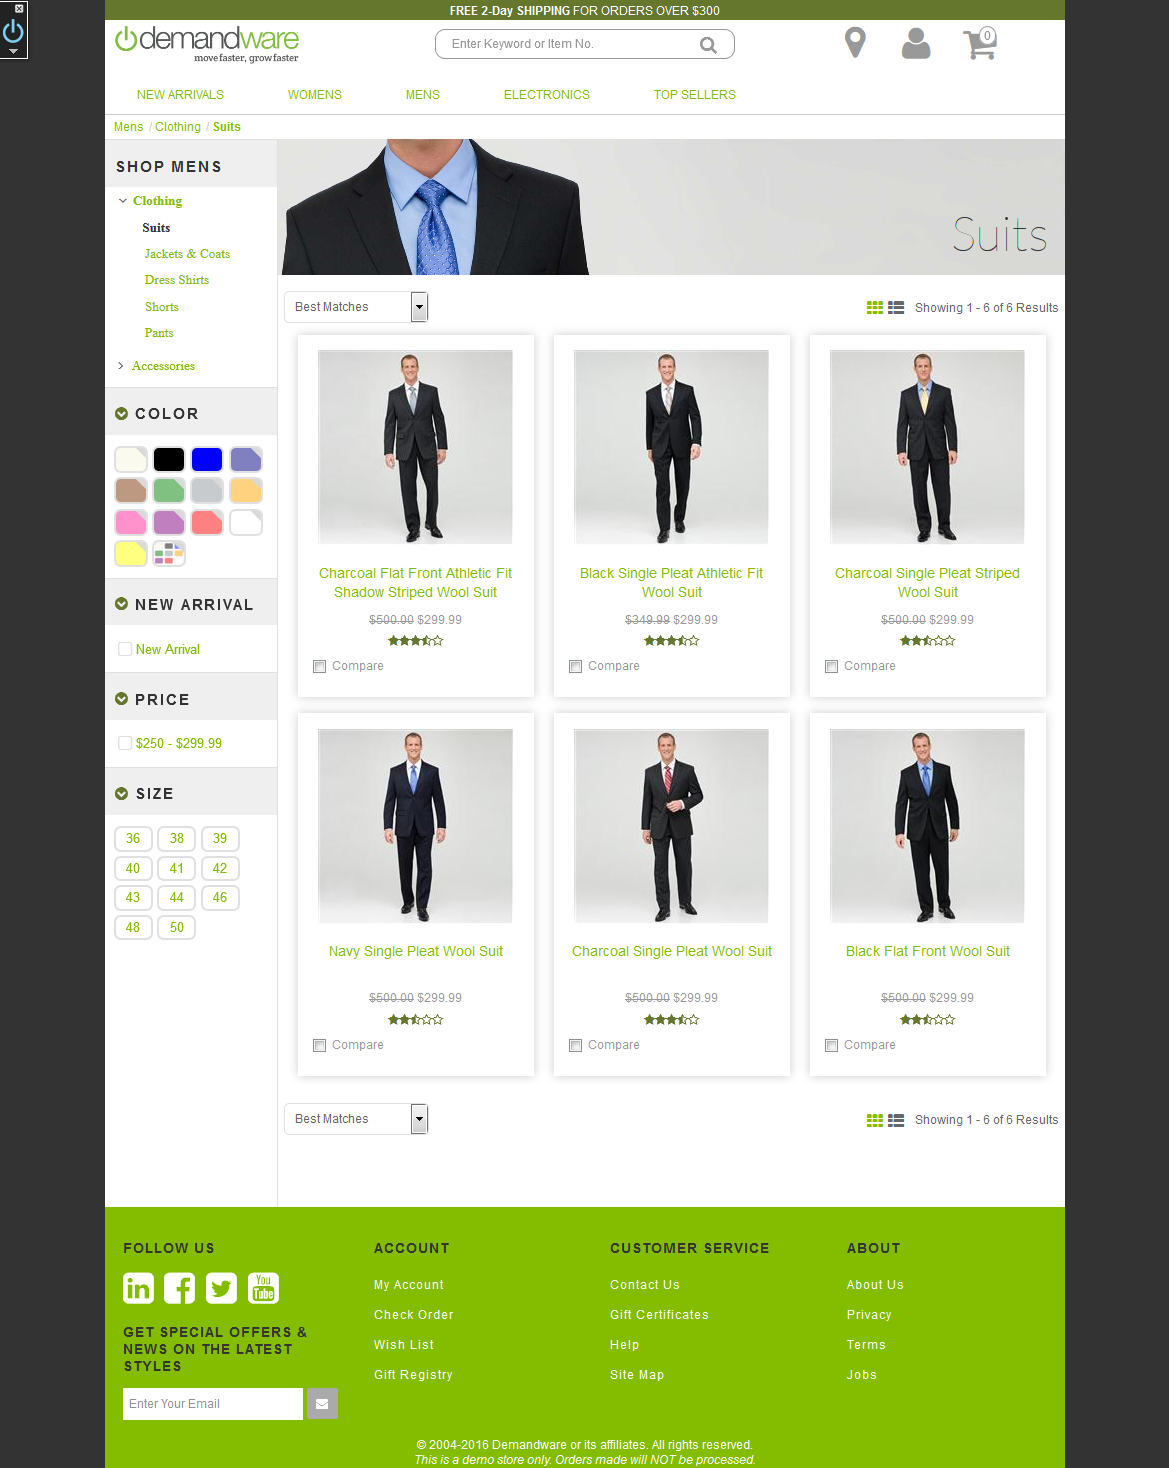 FREE 2-Day SHIPPING FOR ORDERS OVER $300
demandware
move faster, grow faster
Enter Keyword or Item No.
0
NEW ARRIVALS WOMENS MENS ELECTRONICS TOP SELLERS
Mens / Clothing / Suits
SHOP MENS
Clothing
Suits
Jackets & Coats
Dress Shirts
Shorts
Pants
Accessories
COLOR
NEW ARRIVAL
New Arrival
PRICE
$250 - $299.99
SIZE
36 38 39
40 41 42
43 44 46
48 50
Suits
Best Matches
Showing 1 - 6 of 6 Results
Charcoal Flat Front Athletic Fit
Shadow Striped Wool Suit
$500.00 $299.99
Compare
Black Single Pleat Athletic Fit
Wool Suit
$349.99 $299.99
Compare
Charcoal Single Pleat Striped
Wool Suit
$500.00 $299.99
Compare
Navy Single Pleat Wool Suit
$500.00 $299.99
Compare
Charcoal Single Pleat Wool Suit
$500.00 $299.99
Compare
Black Flat Front Wool Suit
$500.00 $299.99
Compare
Best Matches
Showing 1 - 6 of 6 Results
FOLLOW US
in
You
Tube
GET SPECIAL OFFERS &
NEWS ON THE LATEST
STYLES
Enter Your Email
ACCOUNT
My Account
Check Order
Wish List
Gift Registry
CUSTOMER SERVICE
Contact Us
Gift Certificates
Help
Site Map
ABOUT
About Us
Privacy
Terms
Jobs
© 2004-2016 Demandware or its affiliates. All rights reserved.
This is a demo store only. Orders made will NOT be processed.